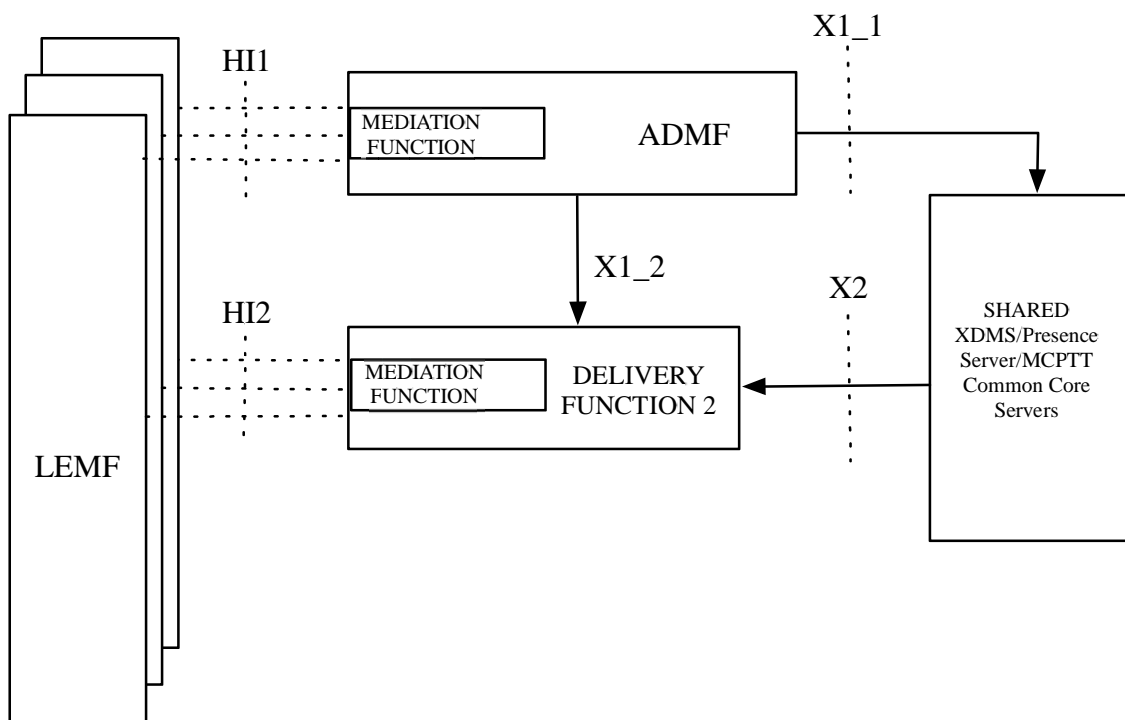 X1_1
HI1
MEDIATION
FUNCTION
ADMF
X1_2
HI2
X2
MEDIATION
FUNCTION
DELIVERY
FUNCTION 2
SHARED
XDMS/Presence
Server/MCPTT
Common Core
Servers
LEMF